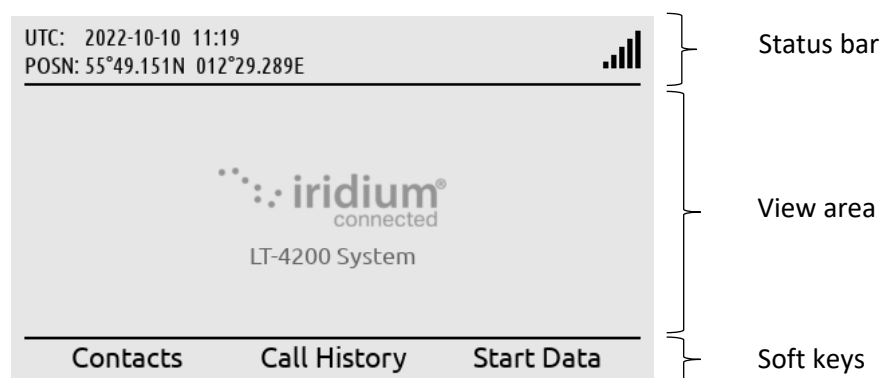 UTC: 2022-10-10 11:19
POSN: 55°49.151N 012°29.289E
Status bar
iridium®
connected
LT-4200 System
View area
Contacts Call History Start Data
Soft keys